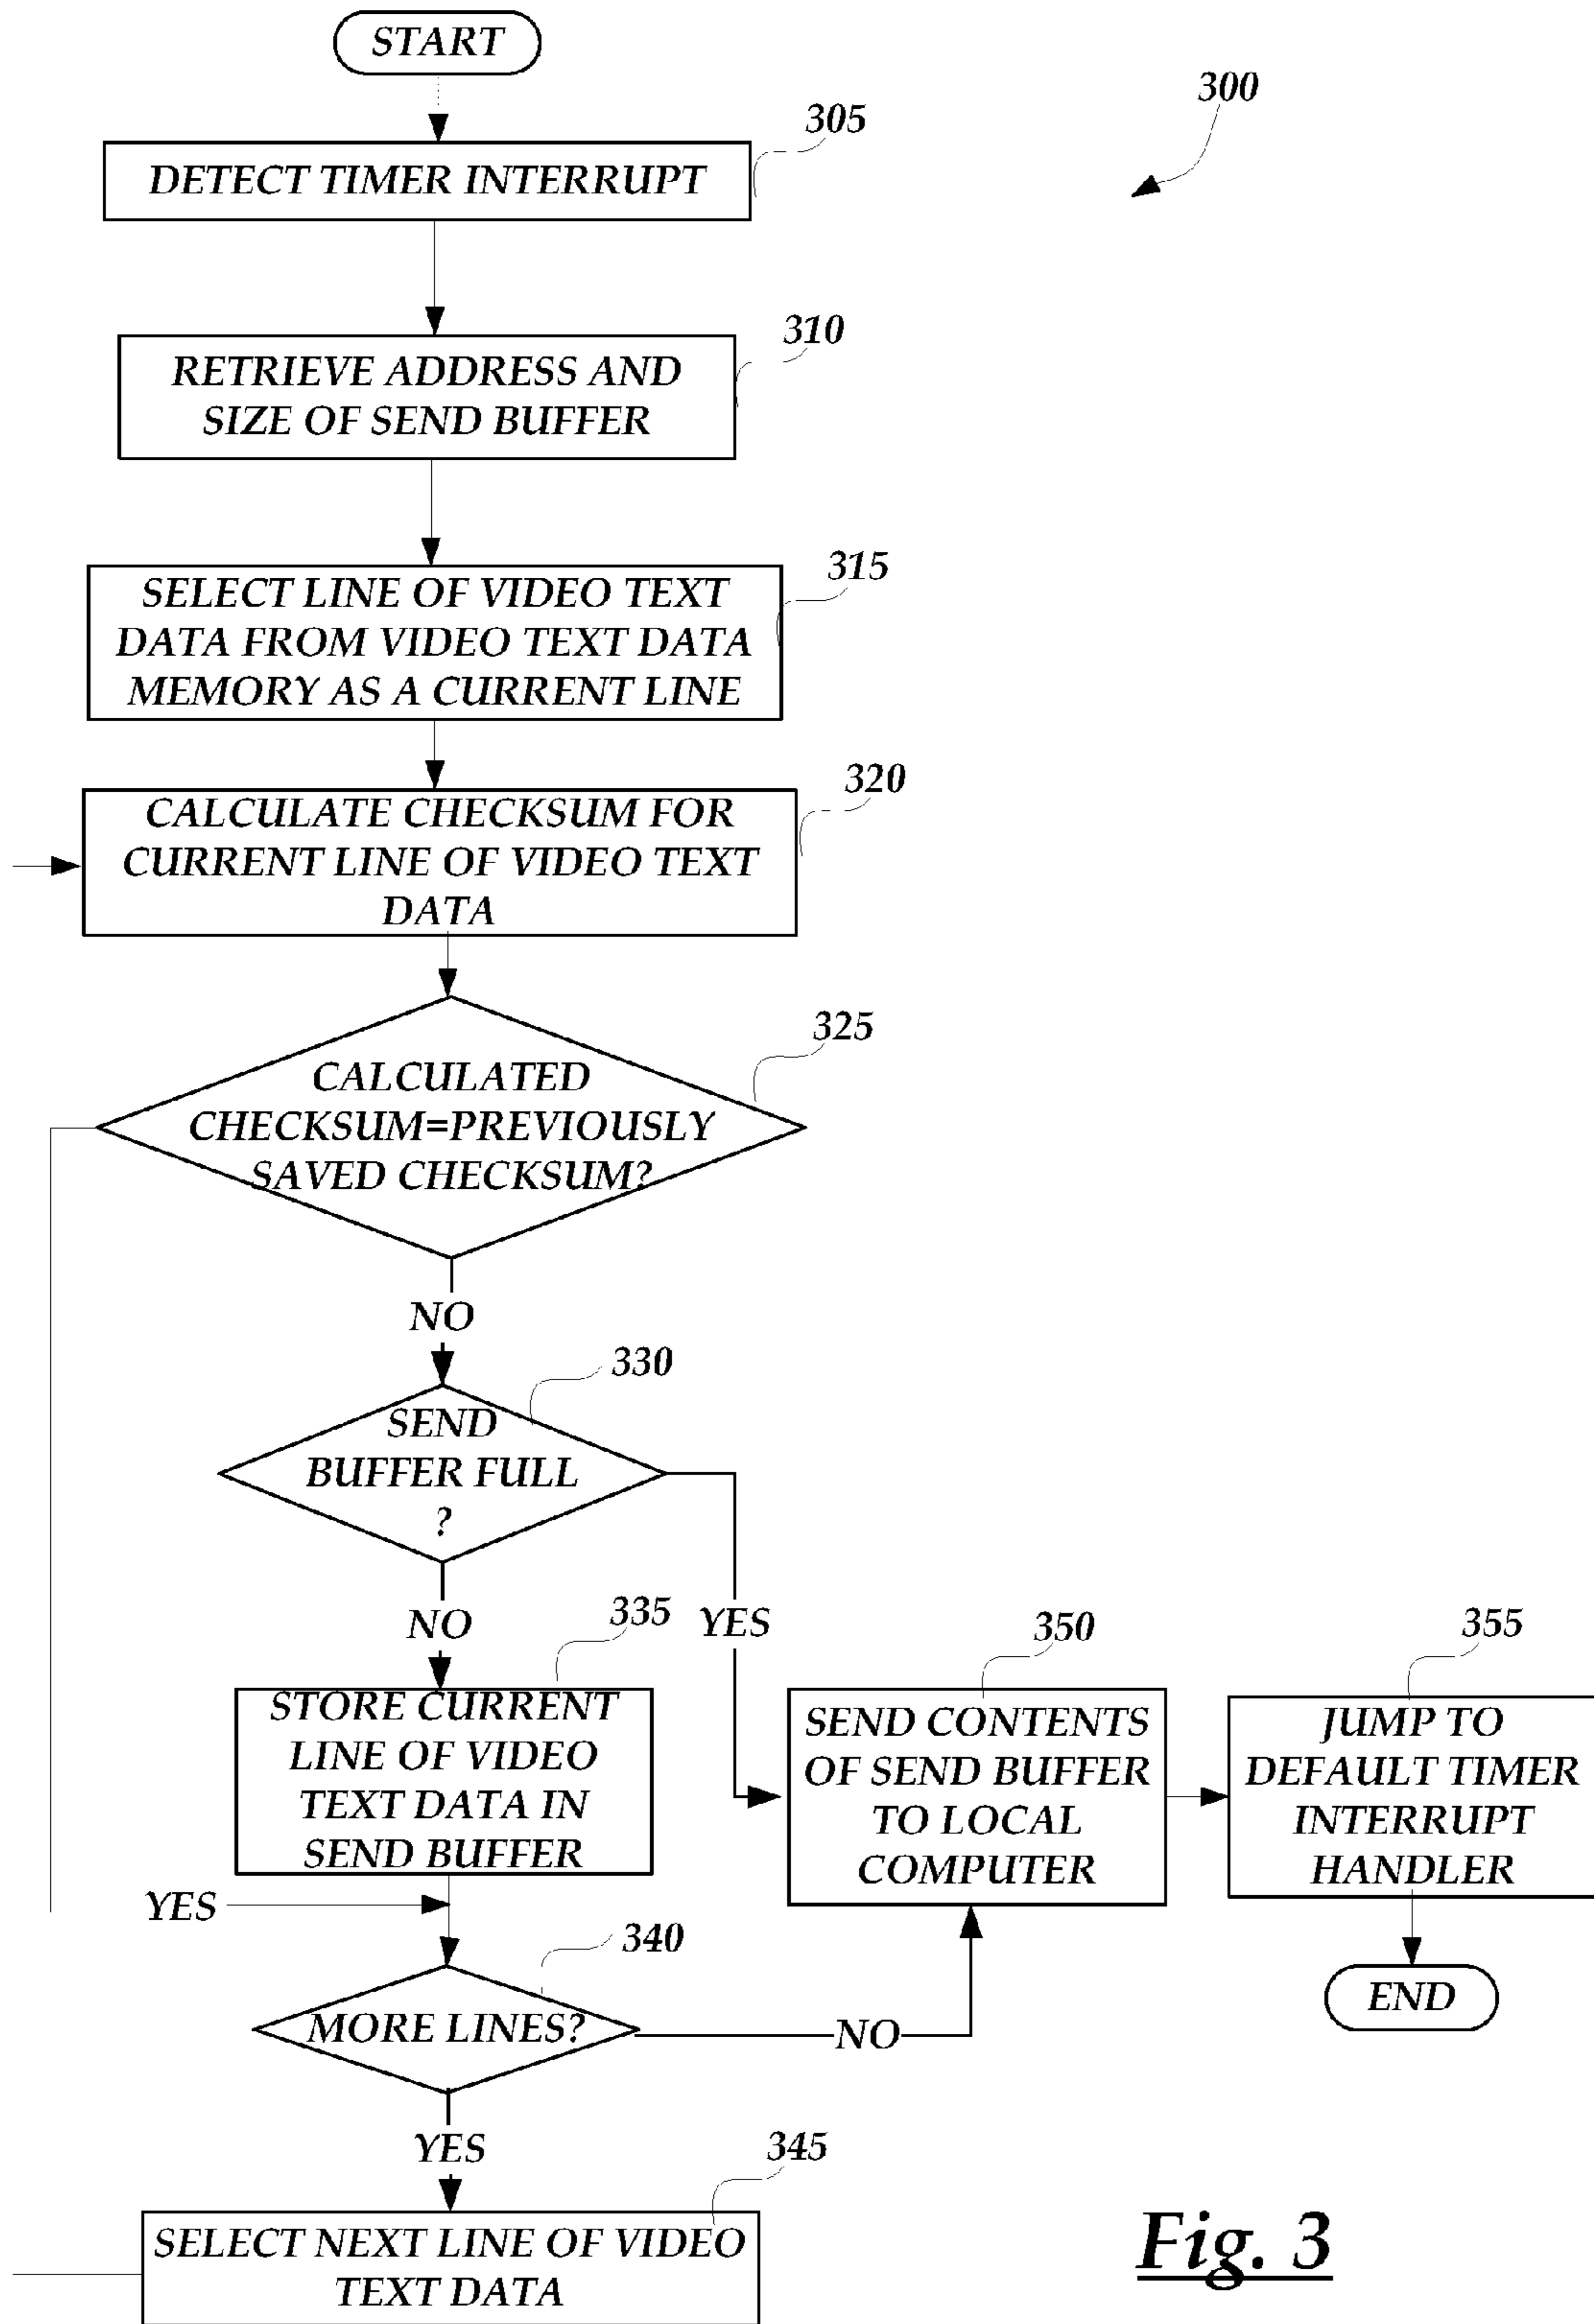 START
300
305
DETECT TIMER INTERRUPT
310
RETRIEVE ADDRESS AND
SIZE OF SEND BUFFER
315
SELECT LINE OF VIDEO TEXT
DATA FROM VIDEO TEXT DATA
MEMORY AS A CURRENT LINE
320
CALCULATE CHECKSUM FOR
CURRENT LINE OF VIDEO TEXT
DATA
325
CALCULATED
CHECKSUM=PREVIOUSLY
SAVED CHECKSUM?
NO
330
SEND
BUFFER FULL
?
NO
YES
335
STORE CURRENT
LINE OF VIDEO
TEXT DATA IN
SEND BUFFER
350
SEND CONTENTS
OF SEND BUFFER
TO LOCAL
COMPUTER
355
JUMP TO
DEFAULT TIMER
INTERRUPT
HANDLER
YES
340
MORE LINES?
NO
END
YES
345
SELECT NEXT LINE OF VIDEO
TEXT DATA
Fig. 3